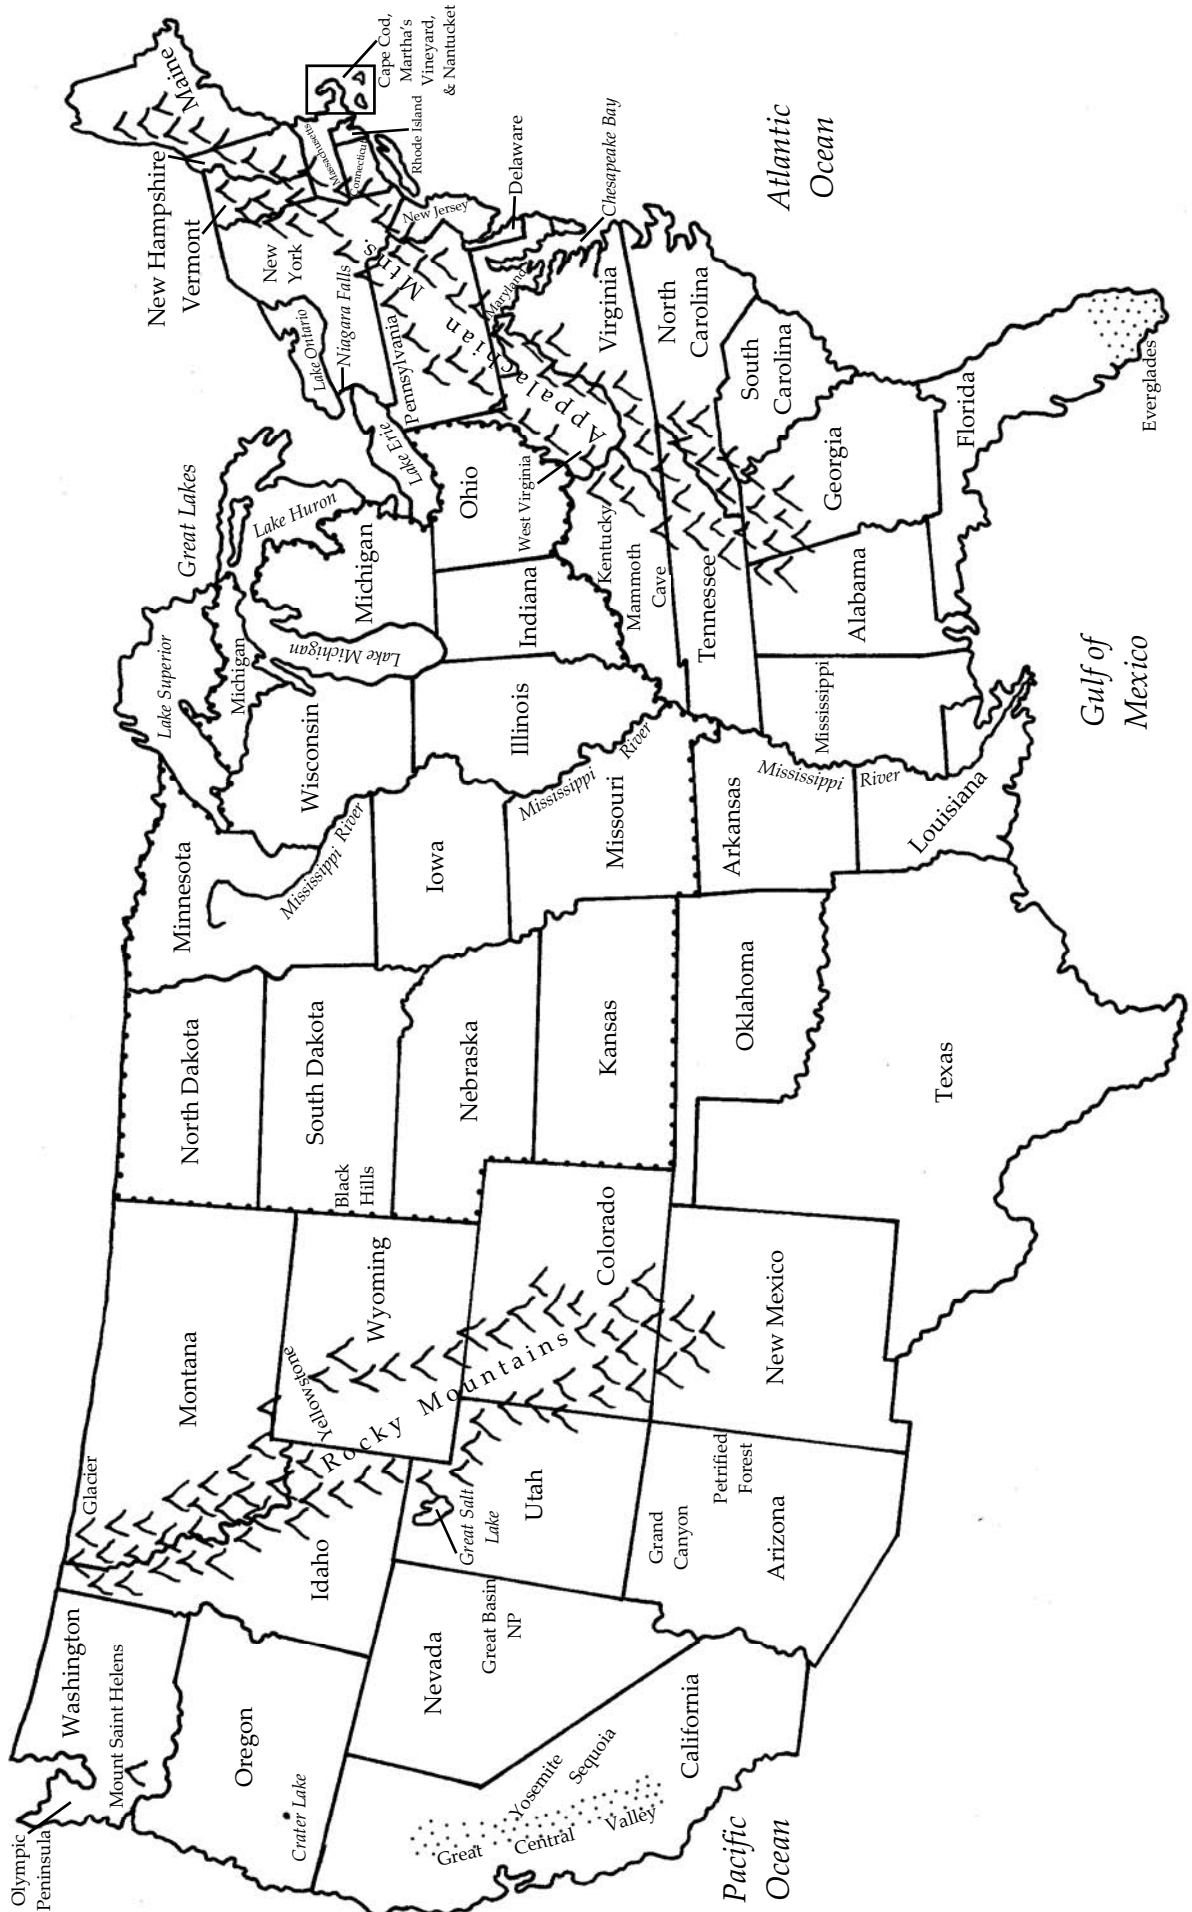 Olympic
Peninsula
Washington
Mount Saint Helens
Oregon
Crater Lake
Pacific
Ocean
California
Great
Central
Valley
Yosemite
Sequoia
Nevada
Great Basin
NP
Idaho
Glacier
Montana
Yellowstone
Wyoming
Rocky Mountains
Great Salt
Lake
Utah
Colorado
Grand
Canyon
Petrified
Forest
Arizona
New Mexico
North Dakota
South Dakota
Black
Hills
Nebraska
Kansas
Oklahoma
Texas
Minnesota
Mississippi River
Iowa
Missouri
Mississippi
River
Arkansas
Mississippi
River
Louisiana
Wisconsin
Illinois
Lake Superior
Michigan
Great Lakes
Lake Michigan
Michigan
Lake Huron
Indiana
Ohio
Lake Erie
Lake Ontario
Niagara Falls
Kentucky
Mammoth
Cave
Tennessee
Mississippi
Alabama
Georgia
Florida
Everglades
South
Carolina
North
Carolina
Virginia
West Virginia
Appalachian
Mtns.
Pennsylvania
Maryland
Delaware
Chesapeake Bay
New Jersey
New
York
Vermont
New Hampshire
Maine
Massachusetts
Connecticut
Rhode Island
Cape Cod,
Martha's
Vineyard,
& Nantucket
Atlantic
Ocean
Gulf of
Mexico